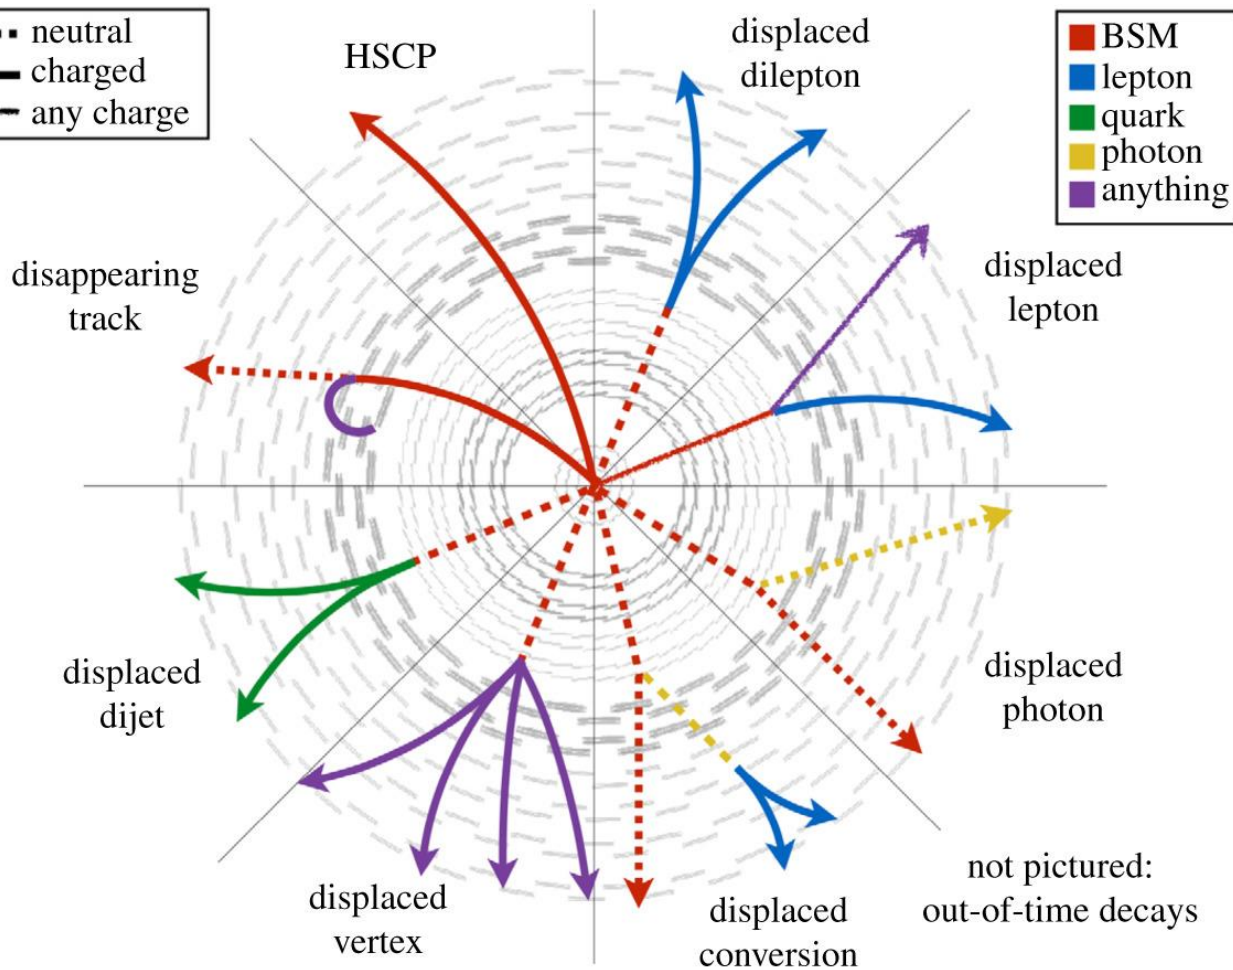 neutral
charged
any charge
HSCP
displaced
dilepton
BSM
lepton
quark
photon
anything
displaced
lepton
disappearing
track
displaced
dijet
displaced
photon
displaced
vertex
displaced
conversion
not pictured:
out-of-time decays